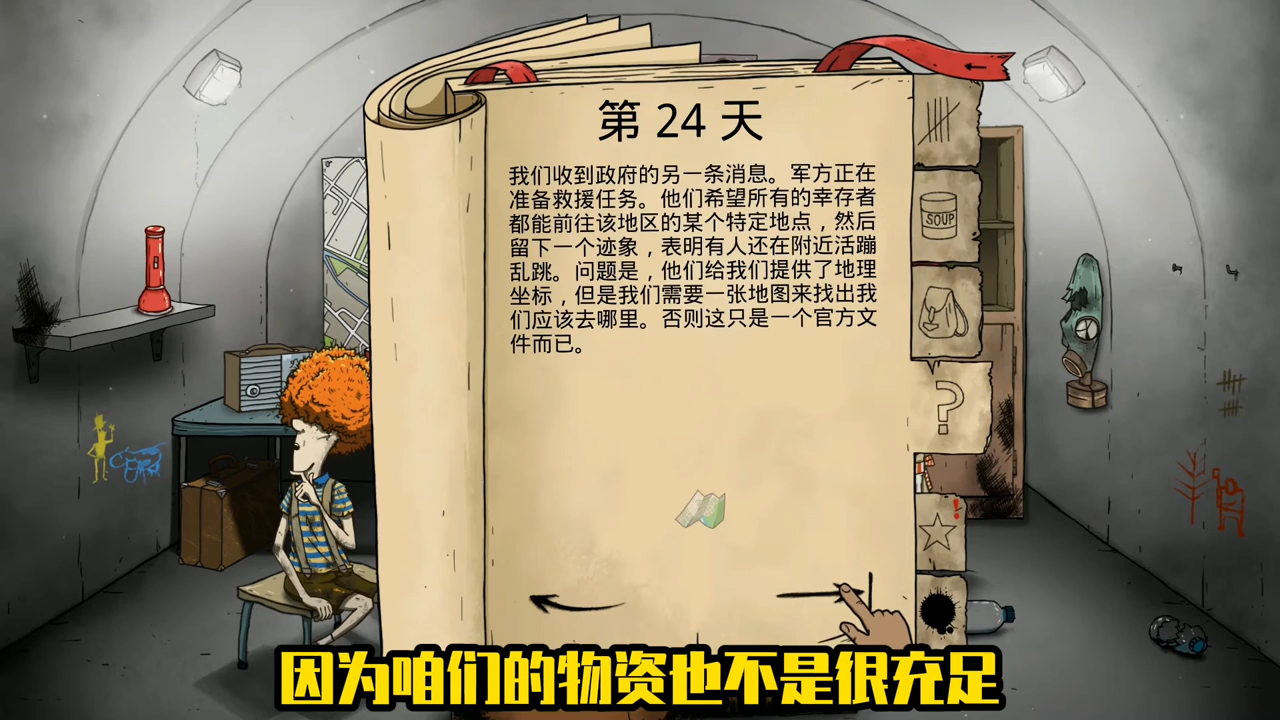 第 24 天
我们收到政府的另一条消息。军方正在
准备救援任务。他们希望所有的幸存者
都能前往该地区的某个特定地点，然后
留下一个迹象，表明有人还在附近活蹦
乱跳。问题是，他们给我们提供了地理
坐标，但是我们需要一张地图来找出我
们应该去哪里。否则这只是一个官方文
件而已。
SOUP
?
!
因为咱们的物资也不是很充足